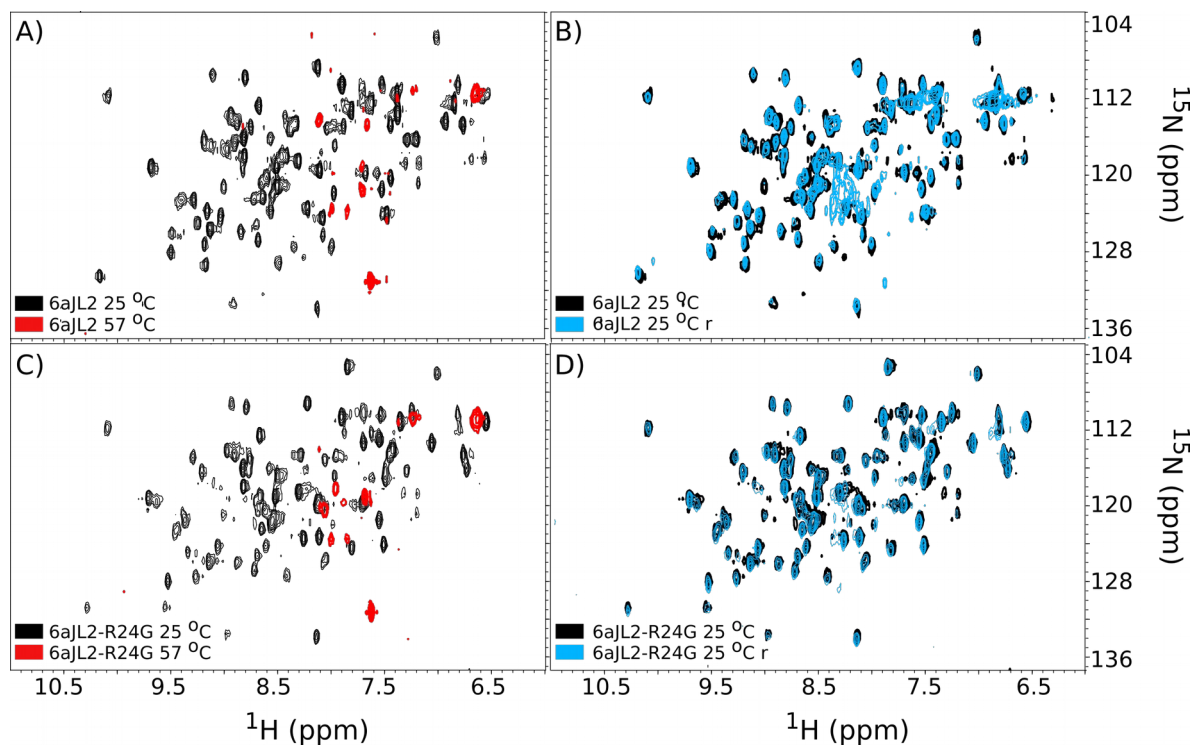 A)
B)
6aJL2 25 °C
6aJL2 57 °C
6aJL2 25 °C
6aJL2 25 °C r
104
112
120
128
136
15N (ppm)
C)
D)
6aJL2-R24G 25 °C
6aJL2-R24G 57 °C
6aJL2-R24G 25 °C
6aJL2-R24G 25 °C r
104
112
120
128
136
15N (ppm)
10.5 9.5 8.5 7.5 6.5
10.5 9.5 8.5 7.5 6.5
1H (ppm)
1H (ppm)